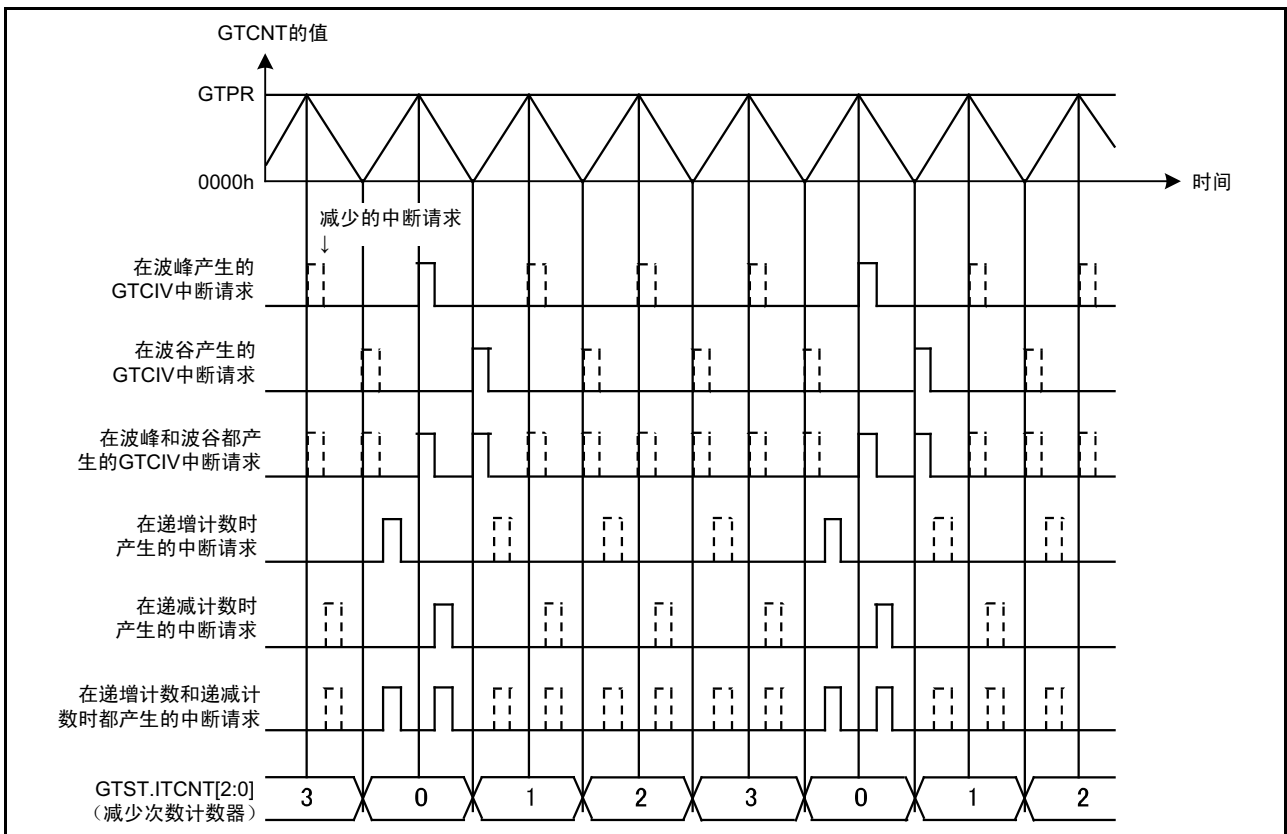 GTCNT的值
GTPR
0000h
时间
减少的中断请求
↓
在波峰产生的
GTCIV中断请求
在波谷产生的
GTCIV中断请求
在波峰和波谷都产
生的GTCIV中断请求
在递增计数时
产生的中断请求
在递减计数时
产生的中断请求
在递增计数和递减计
数时都产生的中断请求
GTST.ITCNT[2:0]
（减少次数计数器）
3 0 1 2 3 0 1 2